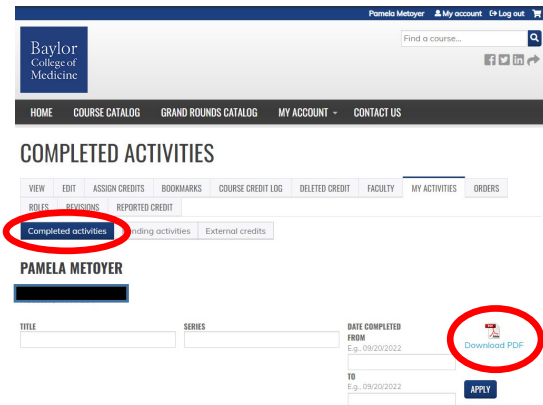 Pamela Metoyer My account Log out
Baylor
College of
Medicine
Find a course...
HOME COURSE CATALOG GRAND ROUNDS CATALOG MY ACCOUNT CONTACT US
COMPLETED ACTIVITIES
VIEW EDIT ASSIGN CREDITS BOOKMARKS COURSE CREDIT LOG DELETED CREDIT FACULTY MY ACTIVITIES ORDERS
ROLES REVISIONS REPORTED CREDIT
Completed activities nding activities External credits
PAMELA METOYER
TITLE SERIES DATE COMPLETED
FROM
E.g., 09/20/2022
Download PDF
TO
E.g., 09/20/2022
APPLY